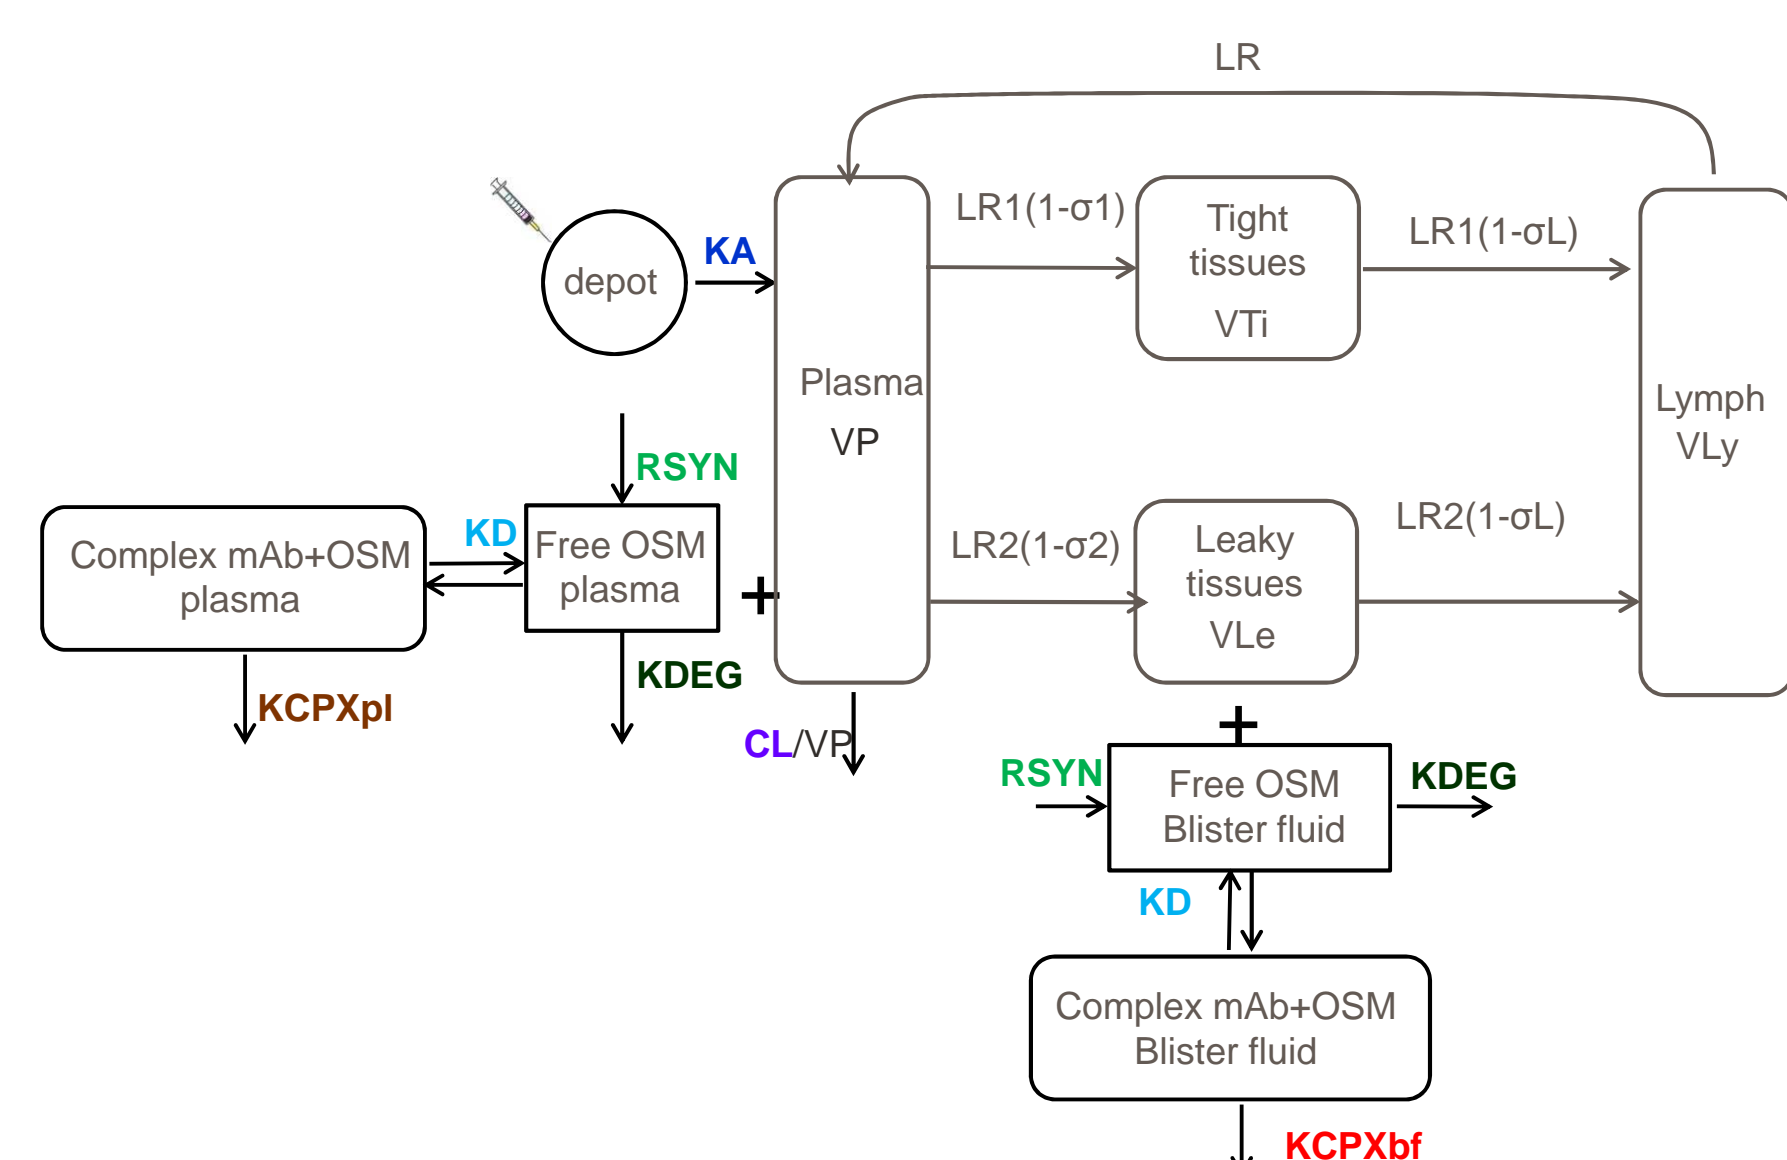 LR
LR1(1-σ1)
Tight
tissues
VTi
LR1(1-σL)
depot
KA
Plasma
VP
Lymph
VLy
RSYN
Complex mAb+OSM
plasma
KD
Free OSM
plasma
+
LR2(1-σ2)
Leaky
tissues
VLe
LR2(1-σL)
KCPXpl
KDEG
CL/VP
+
RSYN
Free OSM
Blister fluid
KDEG
KD
Complex mAb+OSM
Blister fluid
KCPXbf